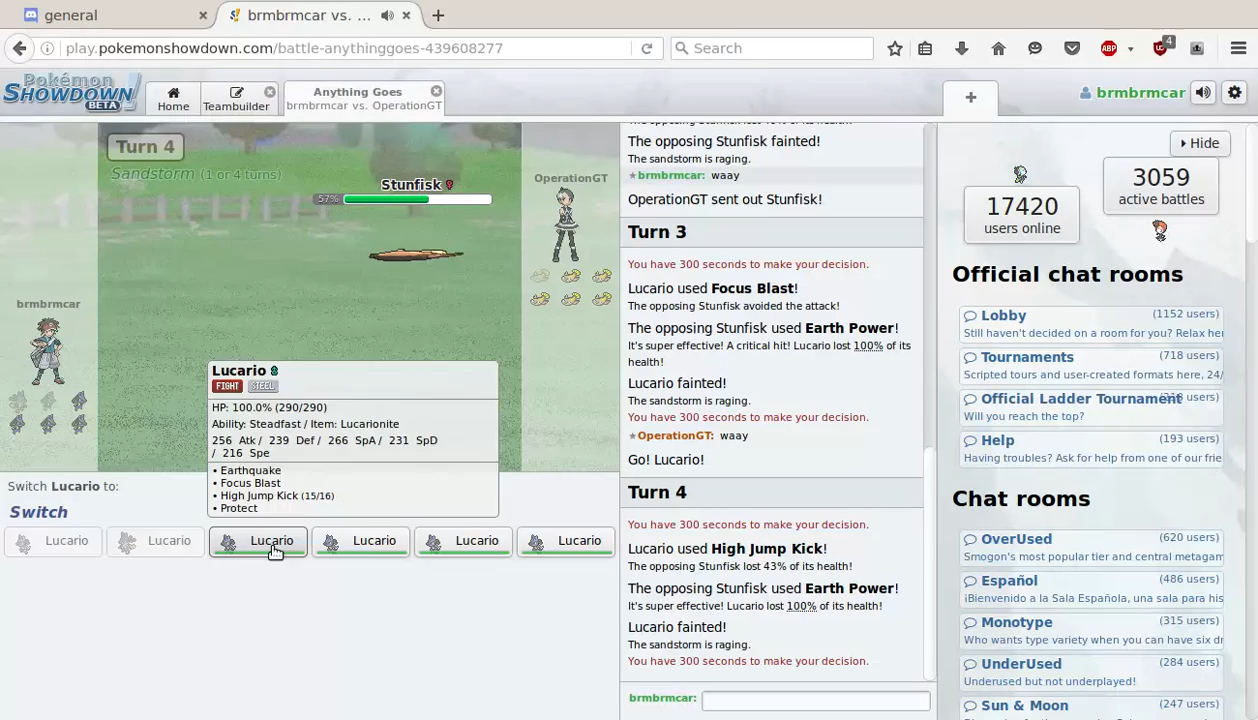 general
brmbrmcar vs. ...
play.pokemonshowdown.com/battle-anythinggoes-439608277
Search
ABP
4
Pokémon
SHOWDOWN
BETA
Home
Teambuilder
Anything Goes
brmbrmcar vs. OperationGT
brmbrmcar
Turn 4
Sandstorm (1 or 4 turns)
Stunfisk
57%
OperationGT
brmbrmcar
Lucario
FIGHT STEEL
HP: 100.0% (290/290)
Ability: Steadfast / Item: Lucarionite
256 Atk / 239 Def / 266 SpA / 231 SpD
/ 216 Spe
• Earthquake
• Focus Blast
• High Jump Kick (15/16)
• Protect
Switch Lucario to:
Switch
Lucario
Lucario
Lucario
Lucario
Lucario
Lucario
The opposing Stunfisk fainted!
The sandstorm is raging.
★brmbrmcar: waay
OperationGT sent out Stunfisk!
Turn 3
You have 300 seconds to make your decision.
Lucario used Focus Blast!
The opposing Stunfisk avoided the attack!
The opposing Stunfisk used Earth Power!
It's super effective! A critical hit! Lucario lost 100% of its
health!
Lucario fainted!
The sandstorm is raging.
You have 300 seconds to make your decision.
★OperationGT: waay
Go! Lucario!
Turn 4
You have 300 seconds to make your decision.
Lucario used High Jump Kick!
The opposing Stunfisk lost 43% of its health!
The opposing Stunfisk used Earth Power!
It's super effective! Lucario lost 100% of its health!
Lucario fainted!
The sandstorm is raging.
You have 300 seconds to make your decision.
brmbrmcar:
Hide
17420
users online
3059
active battles
Official chat rooms
Lobby
(1152 users)
Still haven't decided on a room for you? Relax her
Tournaments
(718 users)
Scripted tours and user-created formats here, 24/
Official Ladder Tournament
Will you reach the top?
Help
(193 users)
Having troubles? Ask for help from one of our frie
Chat rooms
OverUsed
(620 users)
Smogon's most popular tier and central metagam
Español
(486 users)
¡Bienvenido a la Sala Española, una sala para his
Monotype
(315 users)
Who wants type variety when you can have six dr
UnderUsed
(284 users)
Underused but not underplayed!
Sun & Moon
(247 users)